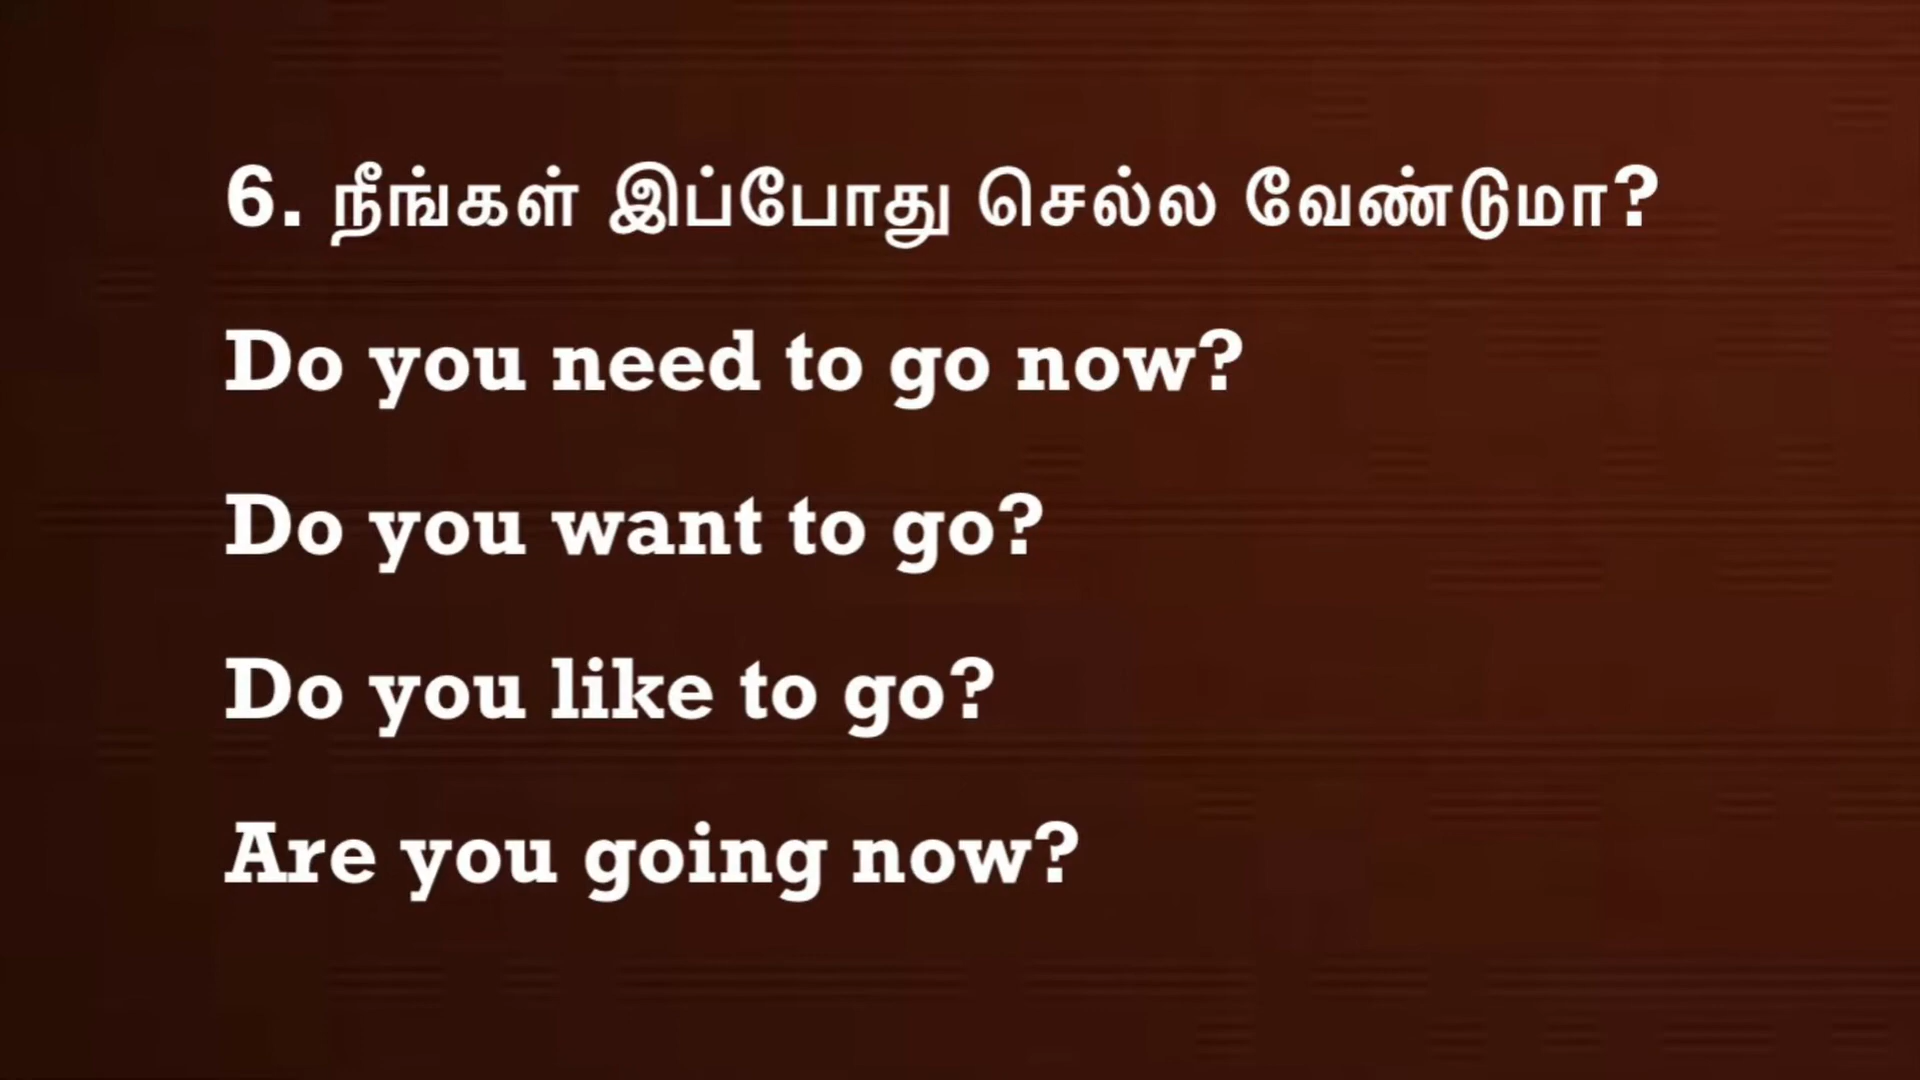 6. நீங்கள் இப்போது செல்ல வேண்டுமா?
Do you need to go now?
Do you want to go?
Do you like to go?
Are you going now?